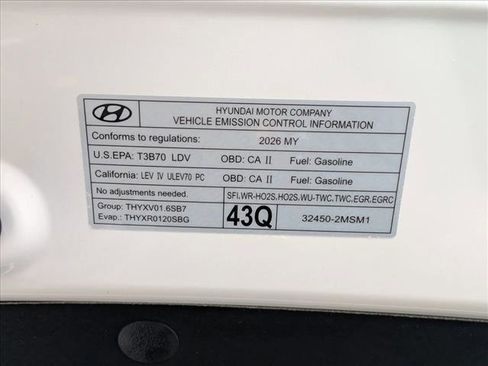 HYUNDAI MOTOR COMPANY
VEHICLE EMISSION CONTROL INFORMATION
Conforms to regulations: 2026 MY
U.S.EPA: T3B70 LDV OBD: CA II Fuel: Gasoline
California: LEV IV ULEV70 PC OBD: CA II Fuel: Gasoline
No adjustments needed. SFI,WR-HO2S,HO2S,WU-TWC,TWC,EGR,EGRC
Group: THYXV01.6SB7
Evap.: THYXR0120SBG
43Q 32450-2MSM1